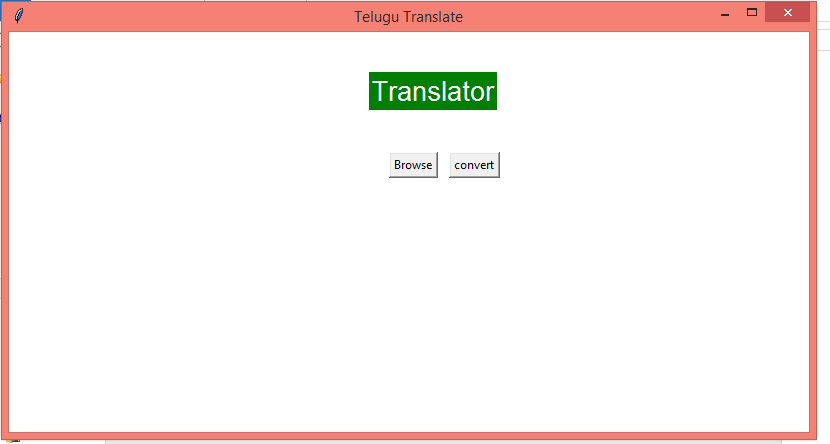 Telugu Translate
Translator
Browse convert